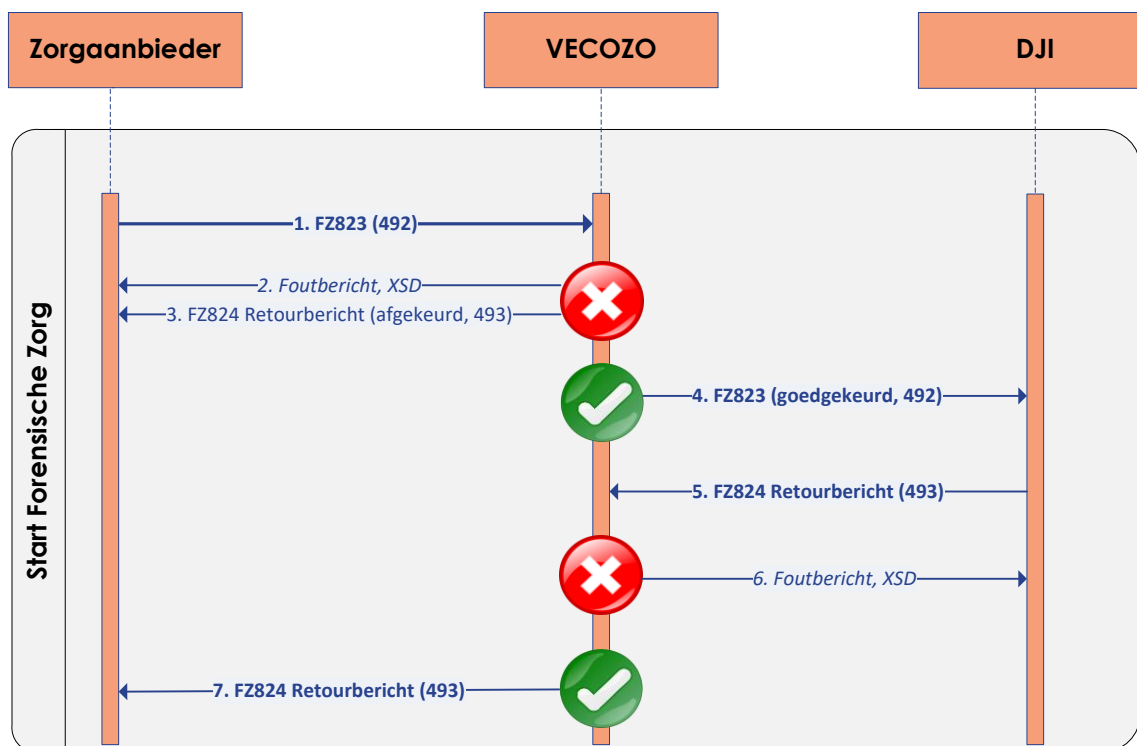 Zorgaanbieder
VECOZO
DJI
Start Forensische Zorg
1. FZ823 (492)
2. Foutbericht, XSD
3. FZ824 Retourbericht (afgekeurd, 493)
4. FZ823 (goedgekeurd, 492)
5. FZ824 Retourbericht (493)
6. Foutbericht, XSD
7. FZ824 Retourbericht (493)